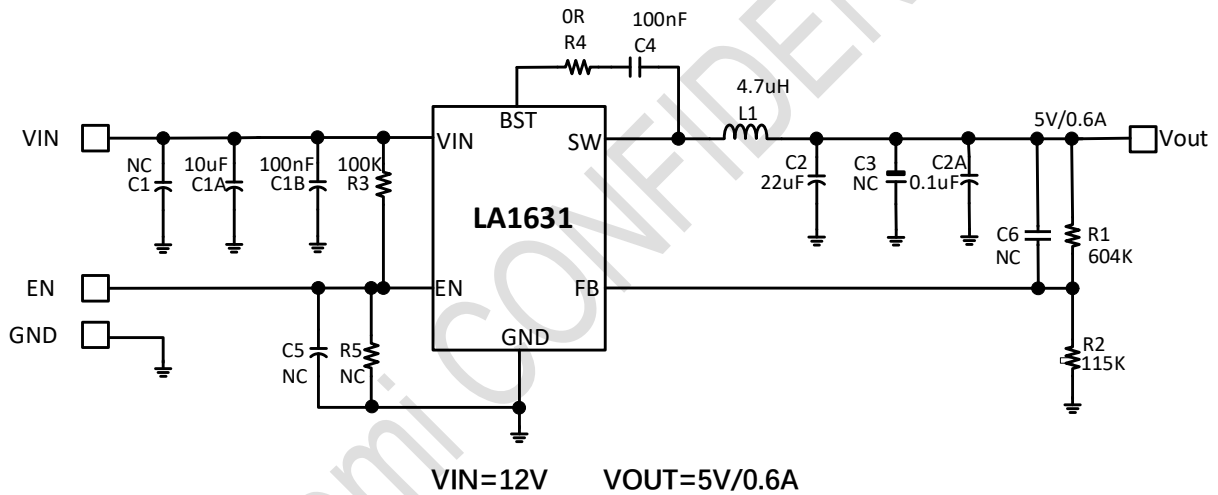 0R
R4
100nF
C4
4.7uH
L1
VIN
BST
VIN
SW
5V/0.6A
Vout
NC
C1
10uF
C1A
100nF
C1B
100K
R3
C2
22uF
C3
NC
C2A
0.1uF
LA1631
C6
NC
R1
604K
EN
EN
FB
GND
GND
C5
NC
R5
NC
R2
115K
VIN=12V VOUT=5V/0.6A